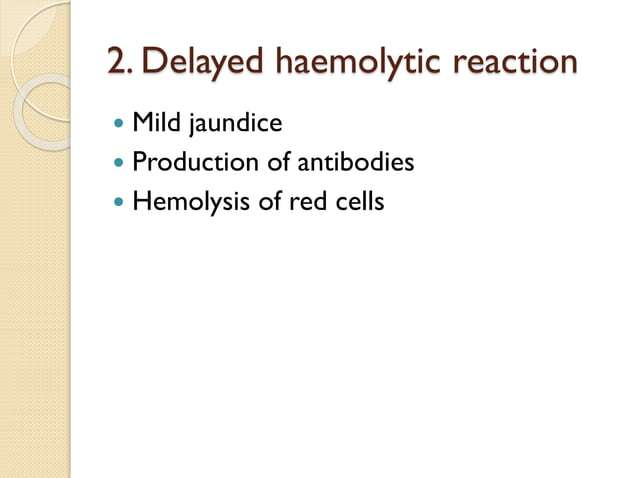 2. Delayed haemolytic reaction
• Mild jaundice
• Production of antibodies
• Hemolysis of red cells